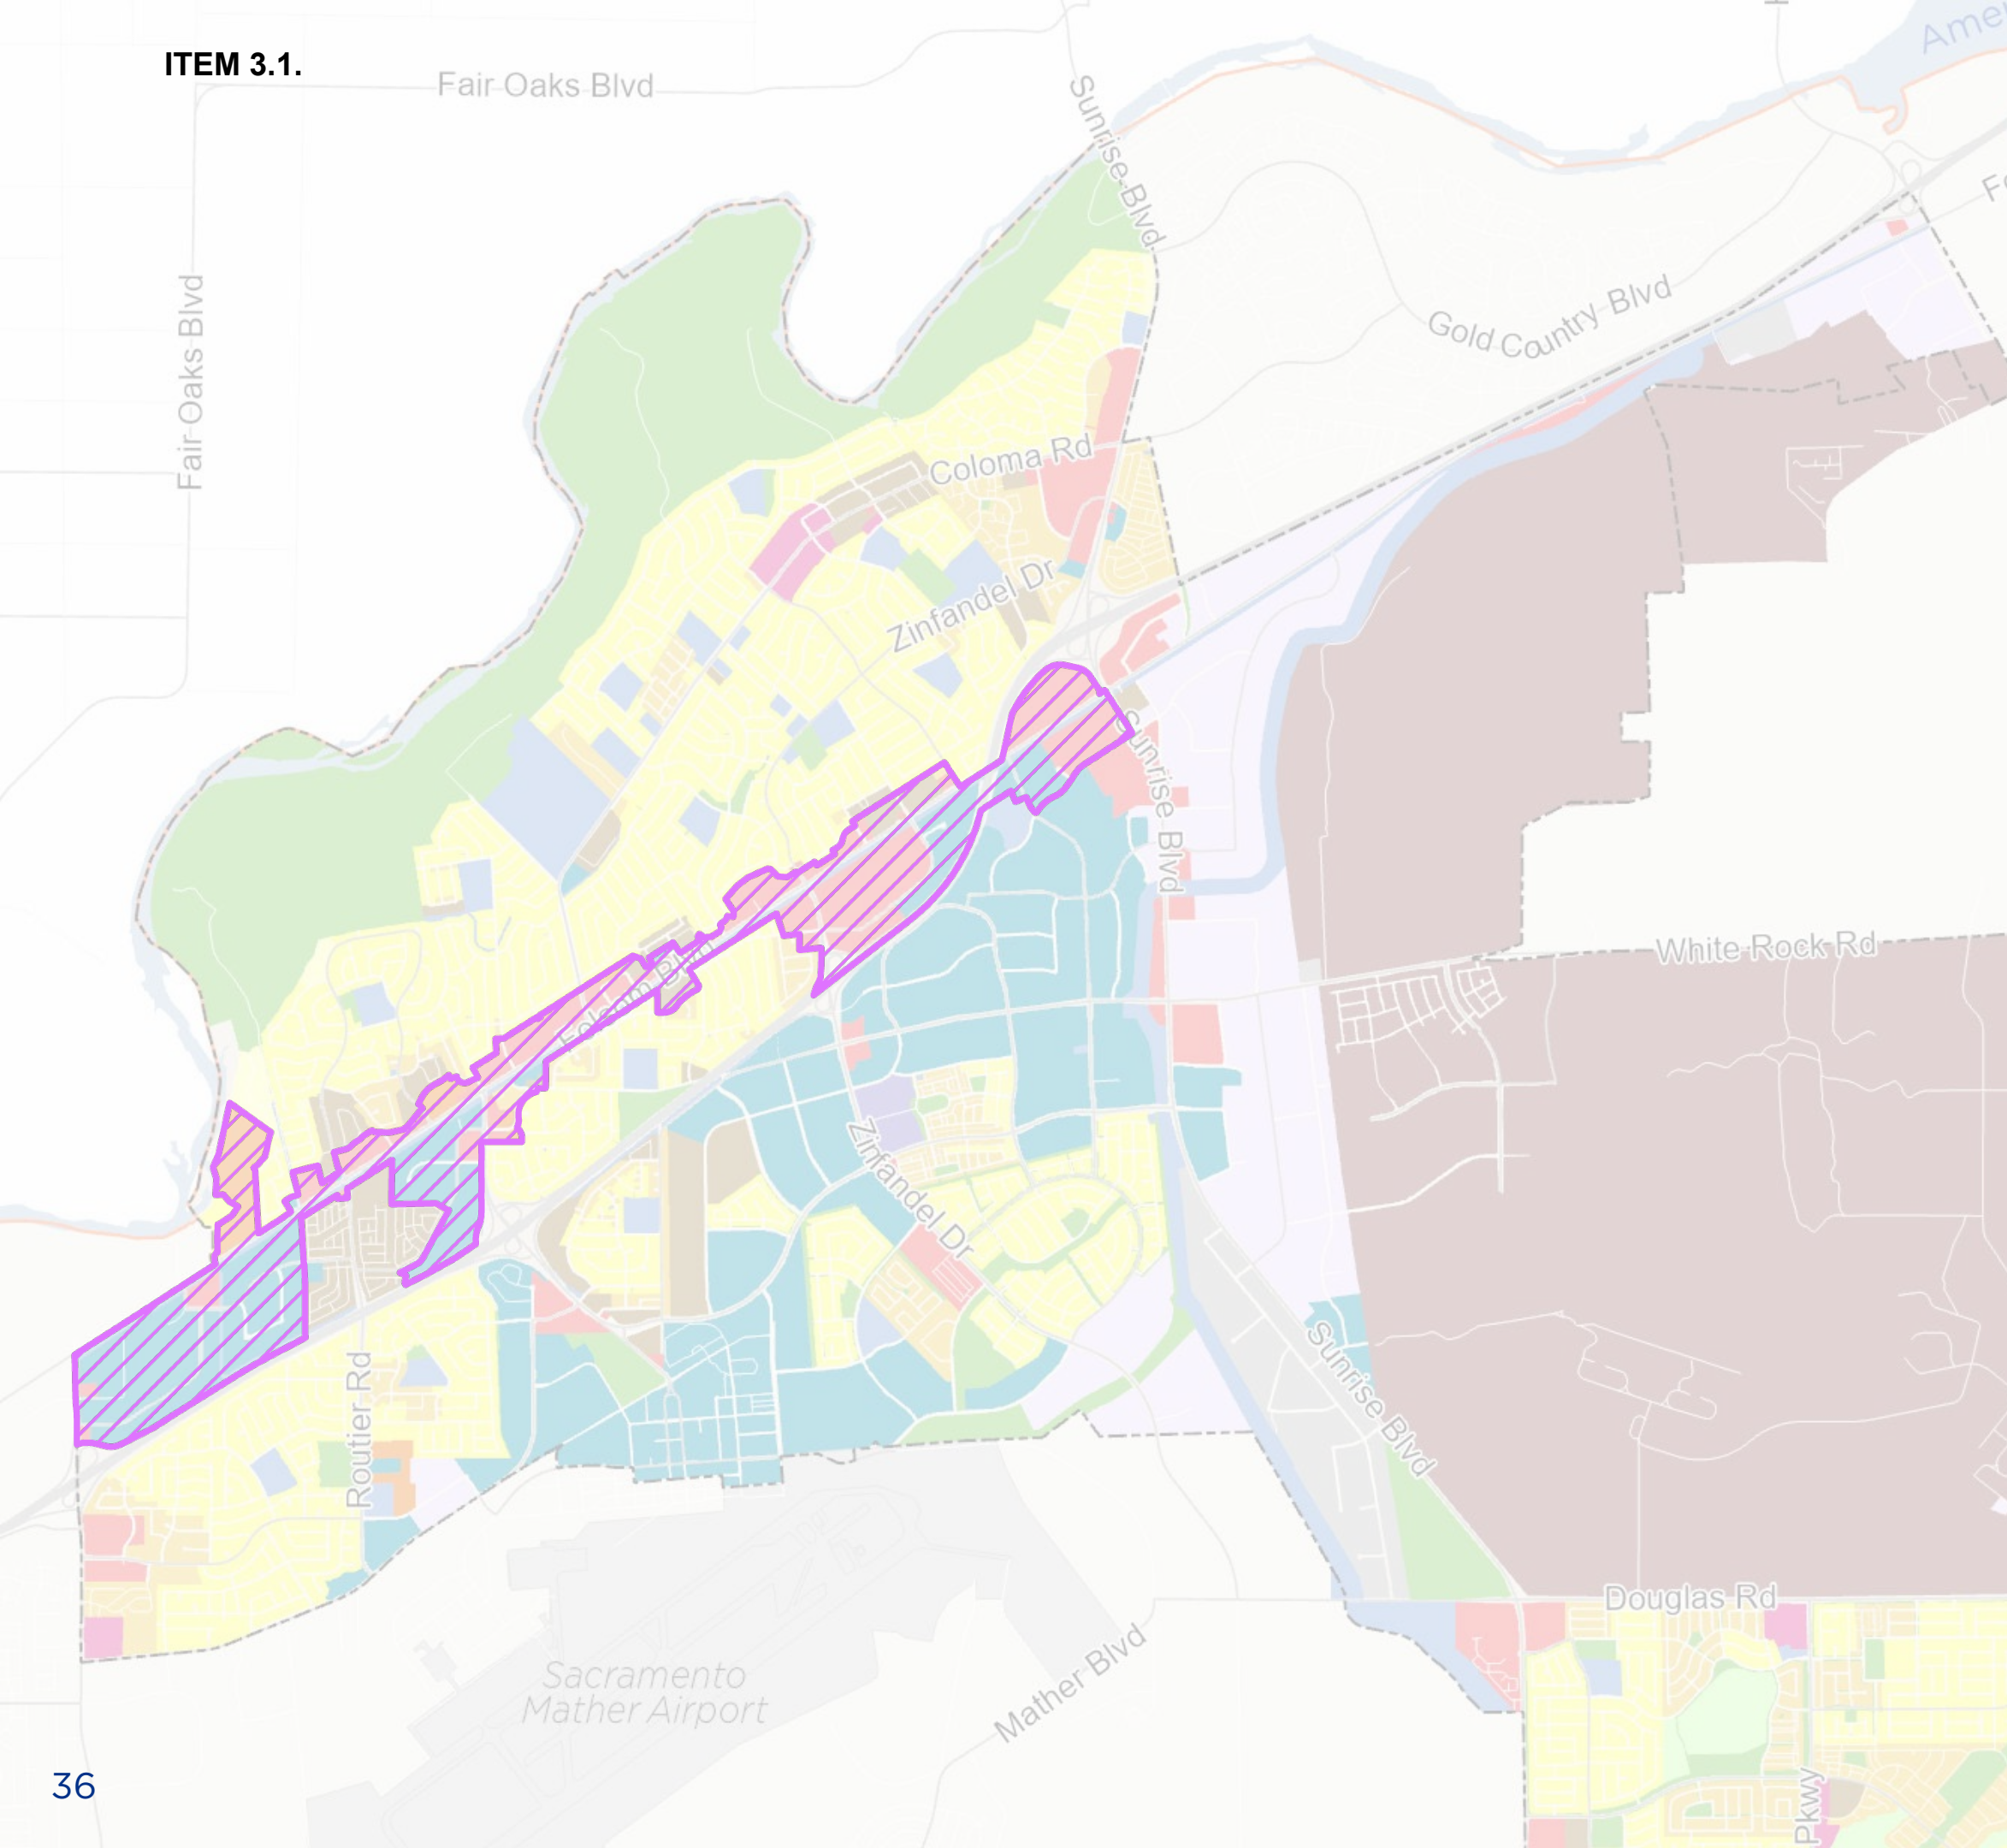 ITEM 3.1.
Fair Oaks Blvd
Sunrise Blvd
Fair Oaks Blvd
Gold Country Blvd
Coloma Rd
Zinfandel Dr
Sunrise Blvd
White Rock Rd
Blvd
Zinfandel Dr
Routier Rd
Sunrise Blvd
Douglas Rd
Sacramento
Mather Airport
Mather Blvd
Pkwy
36